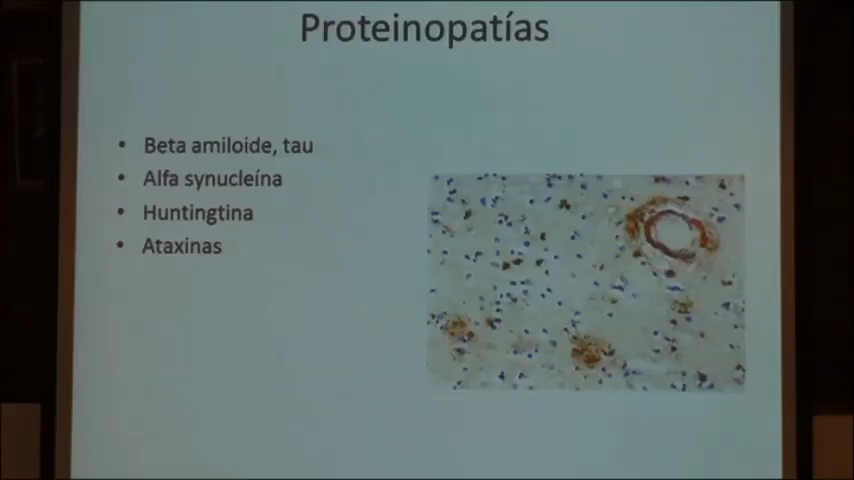 Proteinopatías
• Beta amiloide, tau
• Alfa synucleína
• Huntingtina
• Ataxinas